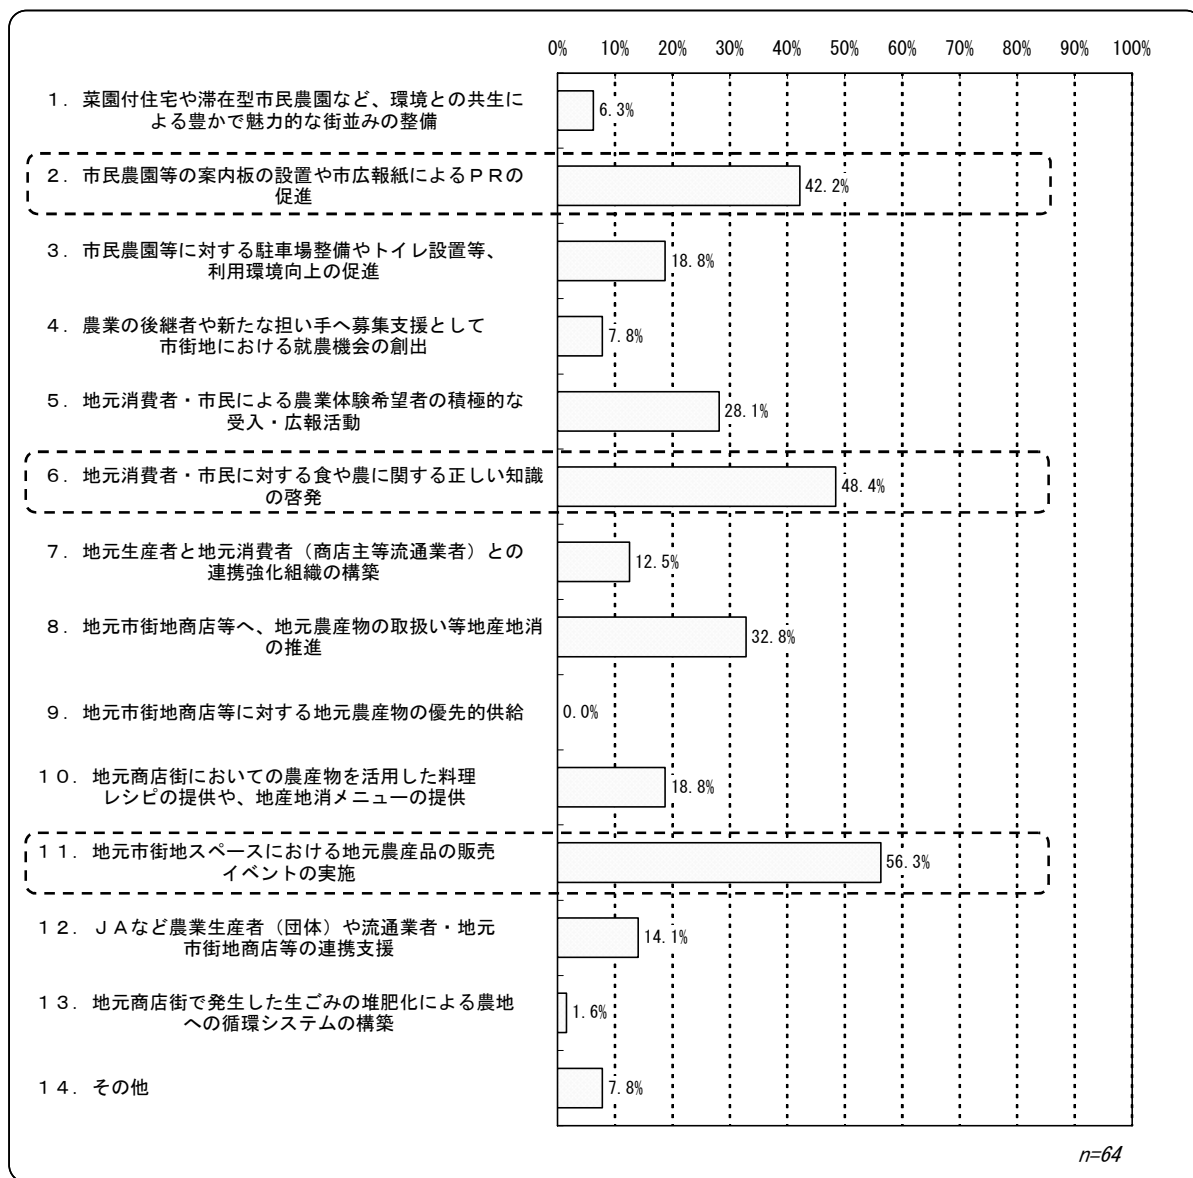 0% 10% 20% 30% 40% 50% 60% 70% 80% 90% 100%
1. 菜園付住宅や滞在型市民農園など、環境との共生に
よる豊かで魅力的な街並みの整備
6.3%
2. 市民農園等の案内板の設置や市広報紙によるPRの
促進
42.2%
3. 市民農園等に対する駐車場整備やトイレ設置等、
利用環境向上の促進
18.8%
4. 農業の後継者や新たな担い手へ募集支援として
市街地における就農機会の創出
7.8%
5. 地元消費者・市民による農業体験希望者の積極的な
受入・広報活動
28.1%
6. 地元消費者・市民に対する食や農に関する正しい知識
の啓発
48.4%
7. 地元生産者と地元消費者（商店主等流通業者）との
連携強化組織の構築
12.5%
8. 地元市街地商店等へ、地元農産物の取扱い等地産地消
の推進
32.8%
9. 地元市街地商店等に対する地元農産物の優先的供給
0.0%
10. 地元商店街においての農産物を活用した料理
レシピの提供や、地産地消メニューの提供
18.8%
11. 地元市街地スペースにおける地元農産品の販売
イベントの実施
56.3%
12. JAなど農業生産者（団体）や流通業者・地元
市街地商店等の連携支援
14.1%
13. 地元商店街で発生した生ごみの堆肥化による農地
への循環システムの構築
1.6%
14. その他
7.8%
n=64